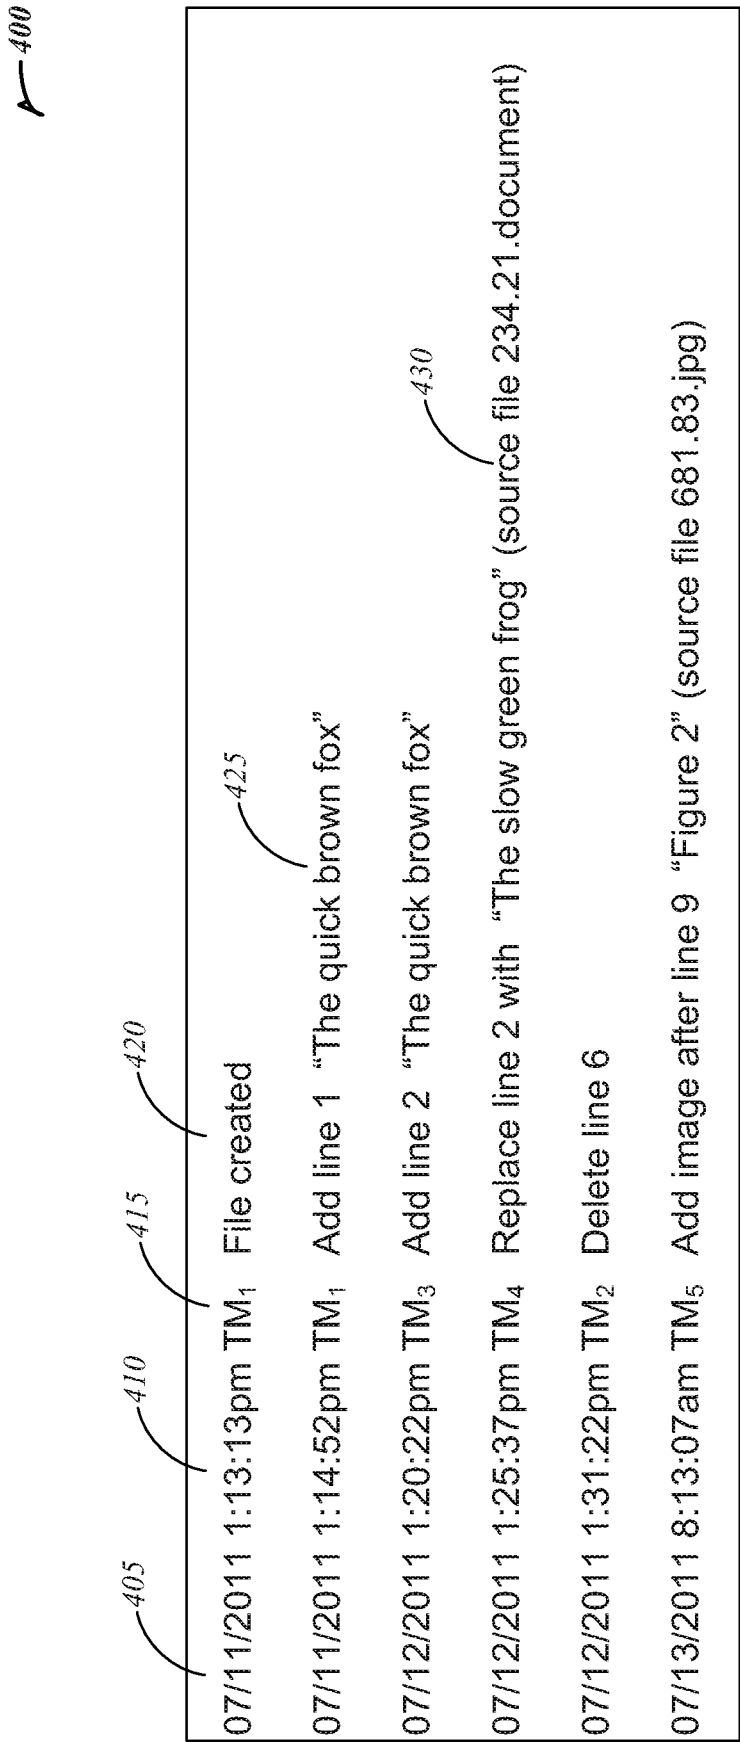 400
405 410 415 420 425 430
07/11/2011 1:13:13pm TM₁ File created
07/11/2011 1:14:52pm TM₁ Add line 1 “The quick brown fox”
07/12/2011 1:20:22pm TM₃ Add line 2 “The quick brown fox”
07/12/2011 1:25:37pm TM₄ Replace line 2 with “The slow green frog” (source file 234.21.document)
07/12/2011 1:31:22pm TM₂ Delete line 6
07/13/2011 8:13:07am TM₅ Add image after line 9 “Figure 2” (source file 681.83.jpg)